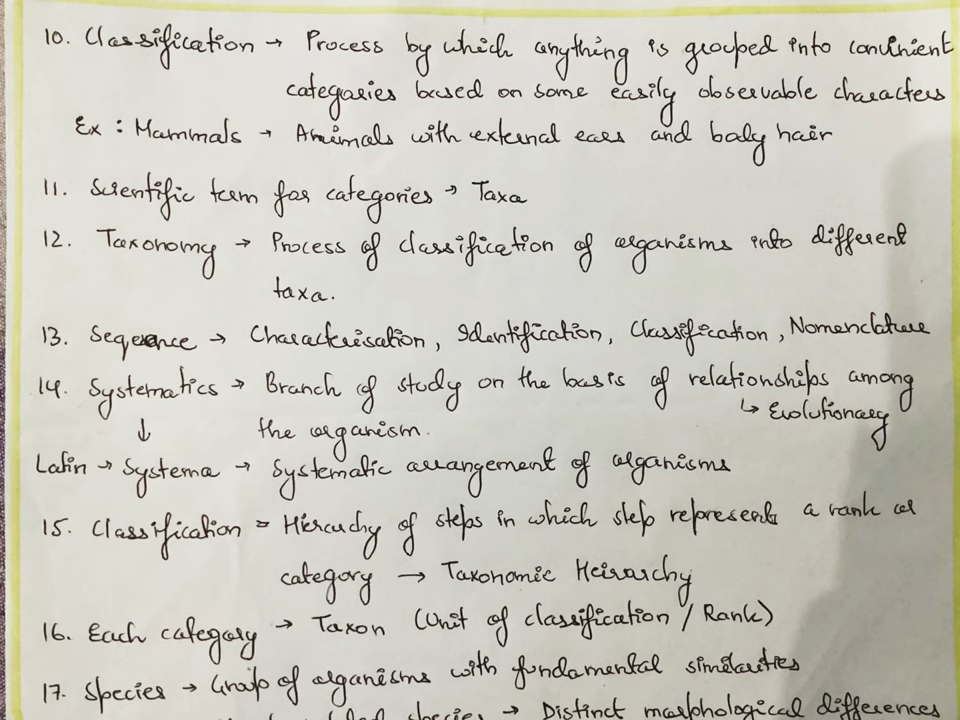 10. Classification → Process by which anything is grouped into convinient
categories based on some easily observable characters
Ex : Mammals → Animals with external ears and body hair
11. Scientific term for categories → Taxa
12. Taxonomy → Process of classification of organisms into different
taxa.
13. Sequence → Characterisation, Identification, Classification, Nomenclature
14. Systematics → Branch of study on the basis of relationships among
↳ Evolutionary
↓ the organism.
Latin → Systema → Systematic arrangement of organisms
15. Classification = Hierachy of steps in which step represents a rank or
category → Taxonomic Heirarchy
16. Each category → Taxon (Unit of classification / Rank)
17. Species → Group of organisms with fundamental similarities
species → Distinct morphological differences